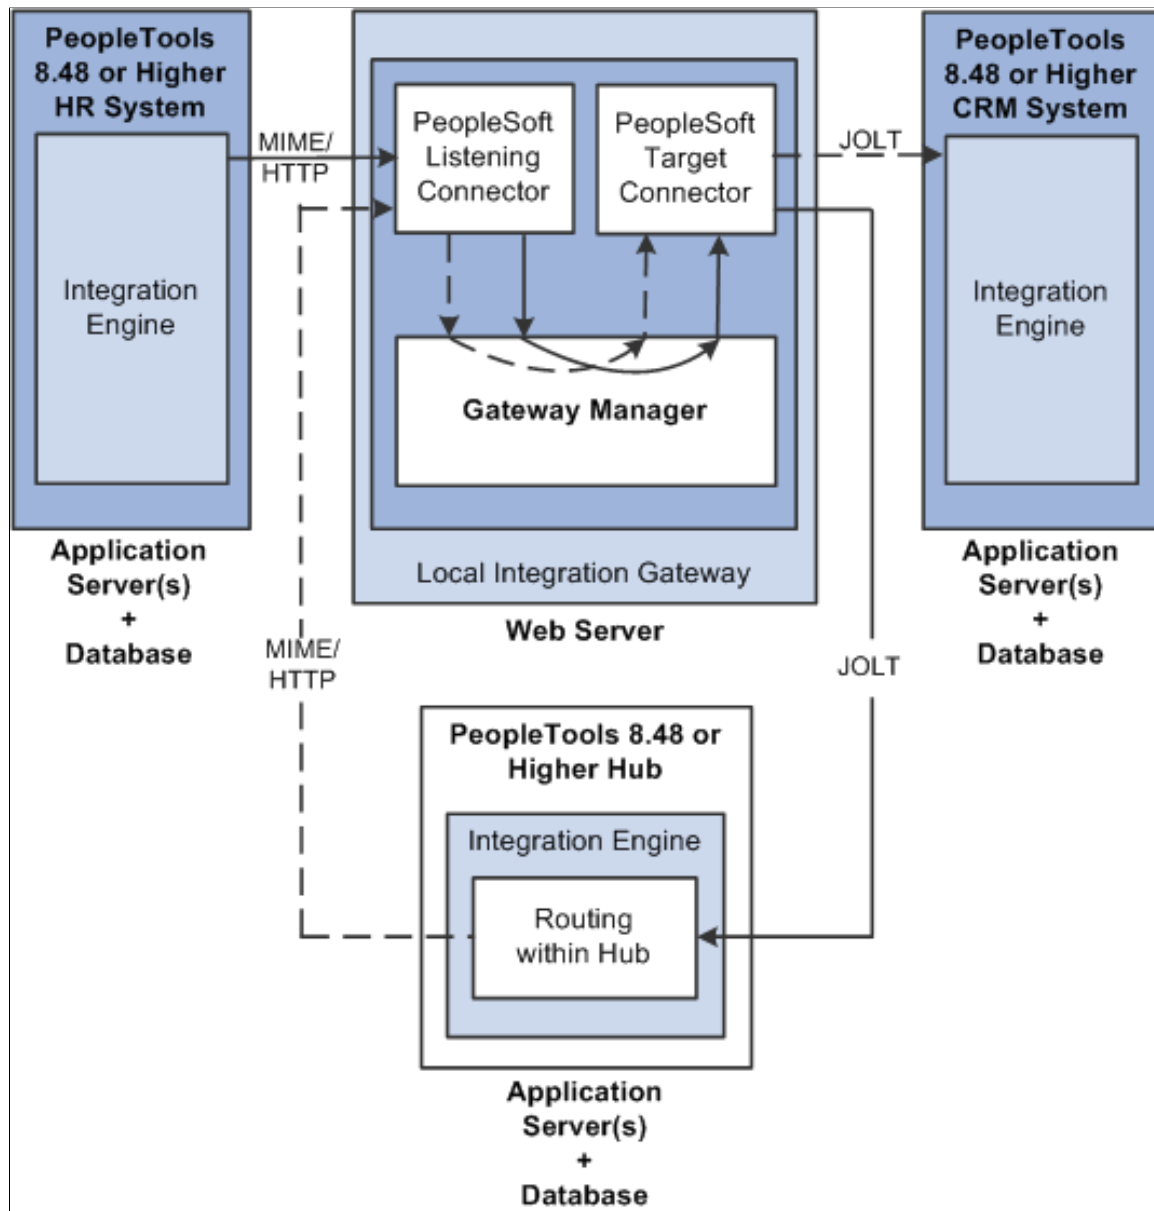 PeopleTools
8.48 or Higher
HR System
Integration
Engine
Application
Server(s)
+
Database
MIME/
HTTP
PeopleSoft
Listening
Connector
PeopleSoft
Target
Connector
Gateway Manager
Local Integration Gateway
Web Server
JOLT
PeopleTools
8.48 or Higher
CRM System
Integration
Engine
Application
Server(s)
+
Database
MIME/
HTTP
JOLT
PeopleTools 8.48 or
Higher Hub
Integration Engine
Routing
within Hub
Application
Server(s)
+
Database